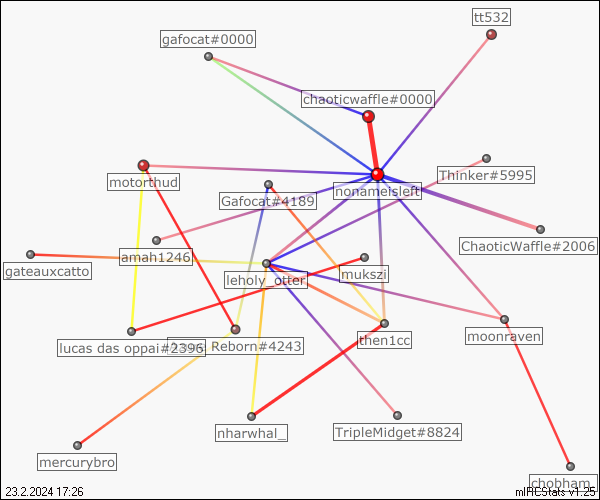 tt532
gafocat#0000
chaoticwaffle#0000
Thinker#5995
motorthud
nonameisleft
Gafocat#4189
ChaoticWaffle#2006
amah1246
gateauxcatto
mukszi
leholy_otter
moonraven
then1cc
lucas das oppai#2396
Reborn#4243
nharwhal_
TripleMidget#8824
mercurybro
chobham_
23.2.2024 17:26
mIRCStats v1.25